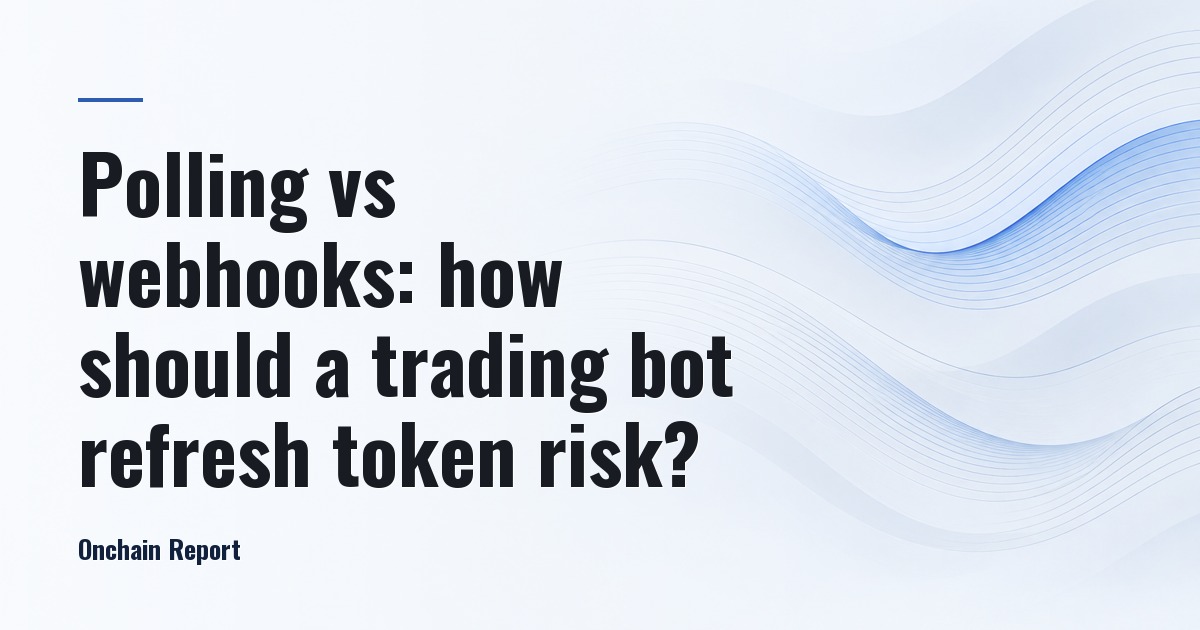 Polling vs
webhooks: how
should a trading bot
refresh token risk?
Onchain Report